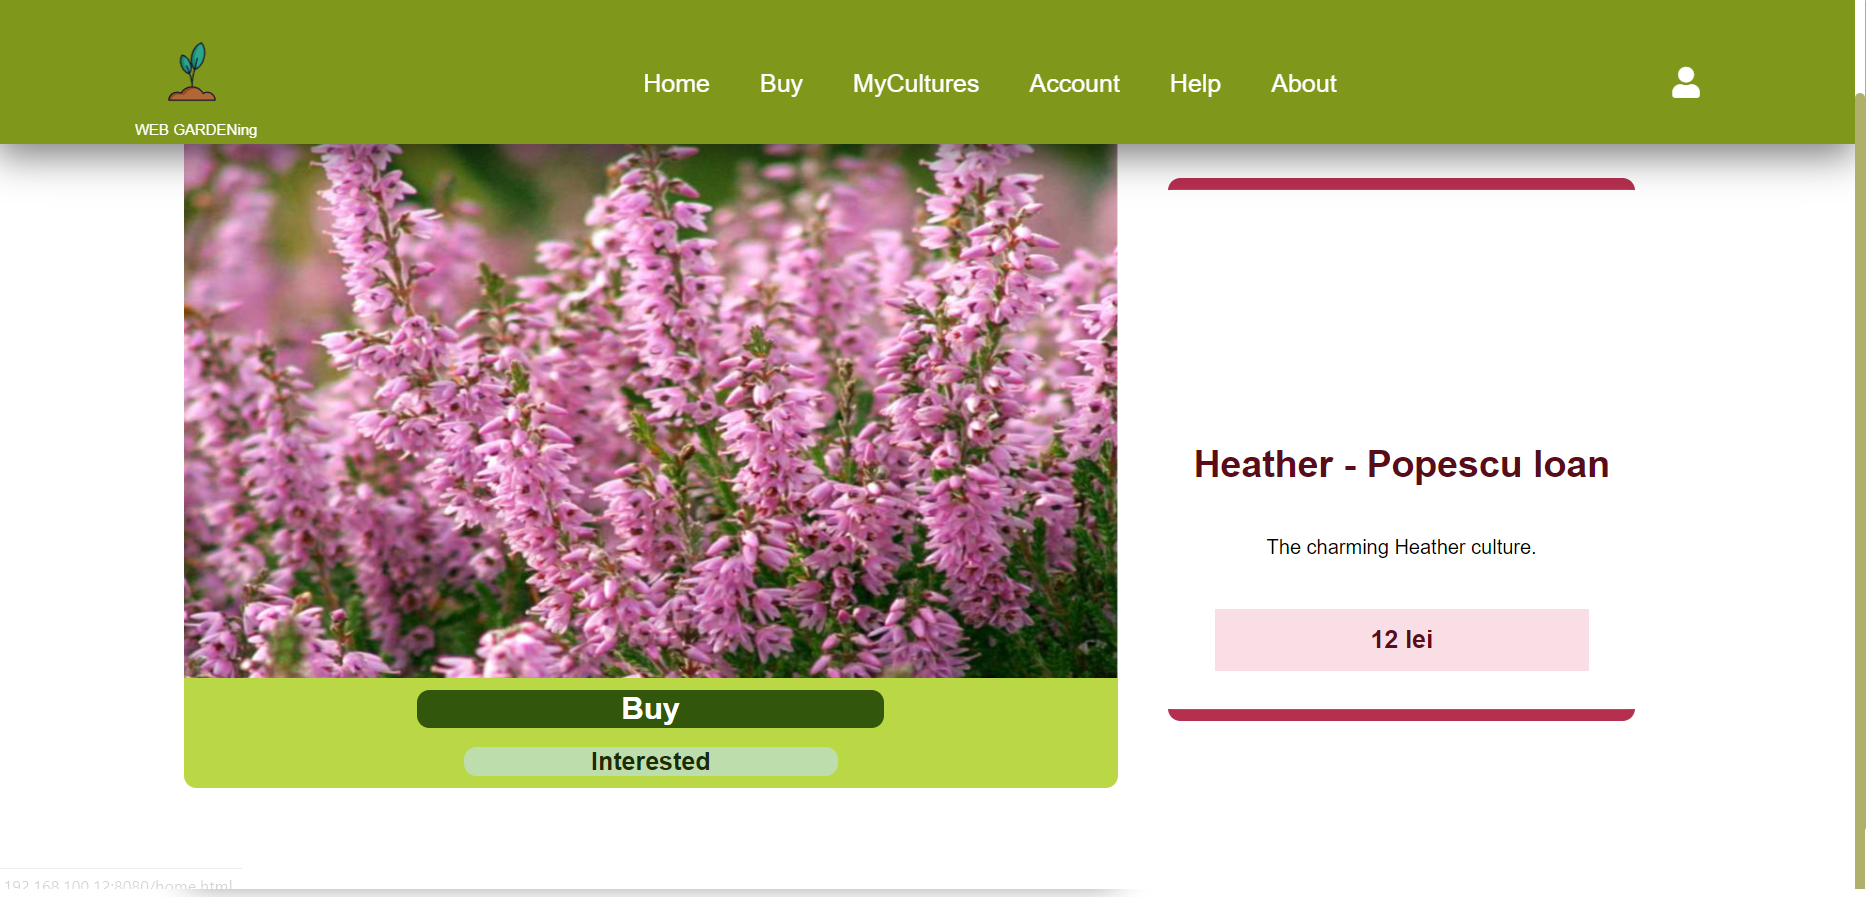 WEB GARDENing
Home Buy MyCultures Account Help About
Heather - Popescu Ioan
The charming Heather culture.
12 lei
Buy
Interested
192.168.100.12:8080/home.html